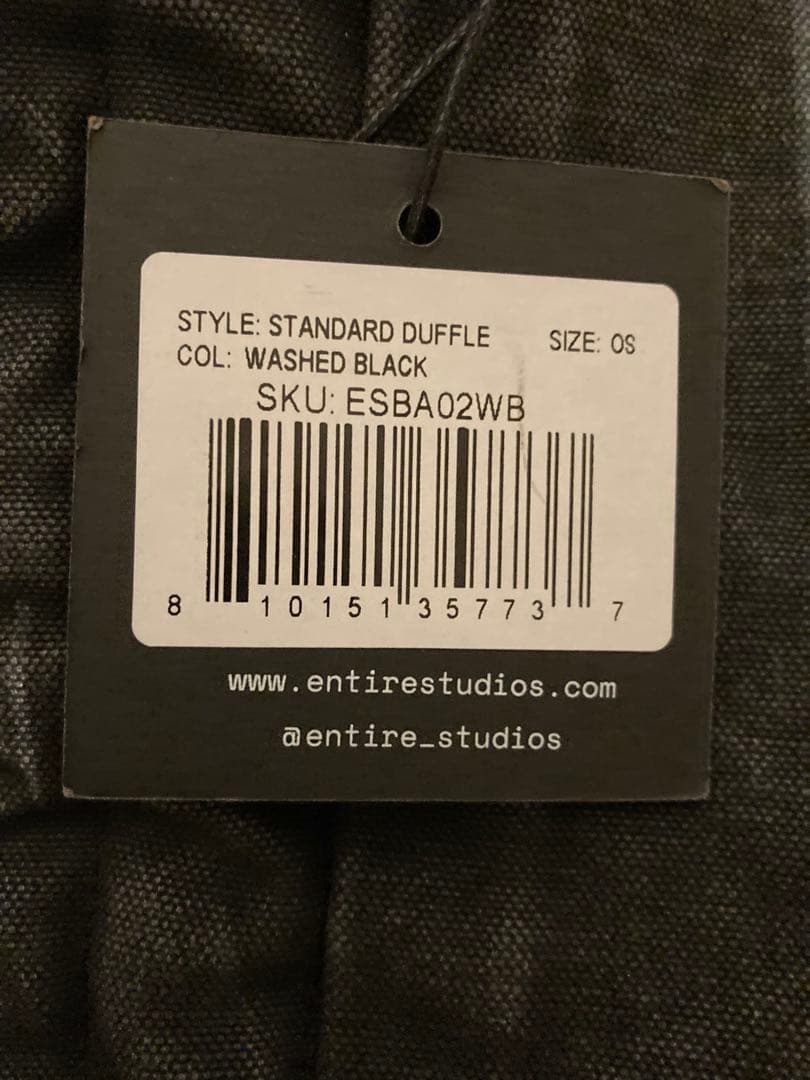 STYLE: STANDARD DUFFLE SIZE: OS
COL: WASHED BLACK
SKU: ESBA02WB
8 10151 35773 7
www.entirestudios.com
@entire_studios